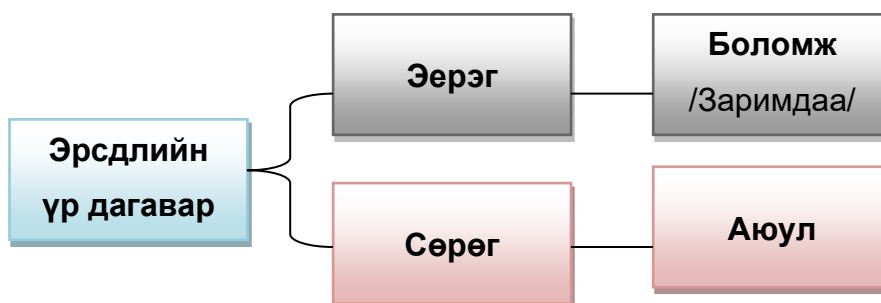 Эрсдлийн
үр дагавар
Эерэг
Боломж
/Заримдаа/
Сөрөг
Аюул